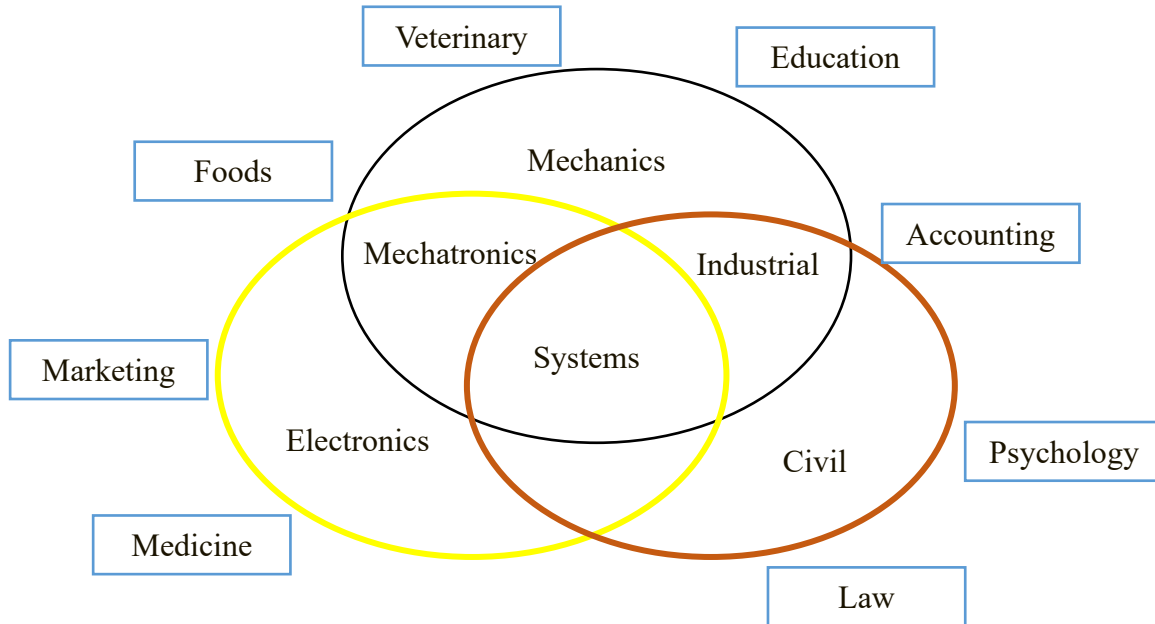 Veterinary
Education
Mechanics
Foods
Accounting
Mechatronics
Industrial
Systems
Marketing
Electronics
Civil
Psychology
Medicine
Law